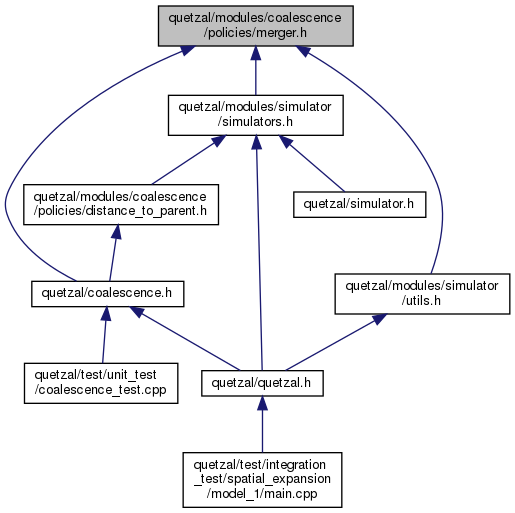 quetzal/modules/coalescence
/policies/merger.h
quetzal/modules/simulator
/simulators.h
quetzal/modules/coalescence
/policies/distance_to_parent.h
quetzal/simulator.h
quetzal/coalescence.h
quetzal/modules/simulator
/utils.h
quetzal/test/unit_test
/coalescence_test.cpp
quetzal/quetzal.h
quetzal/test/integration
_test/spatial_expansion
/model_1/main.cpp